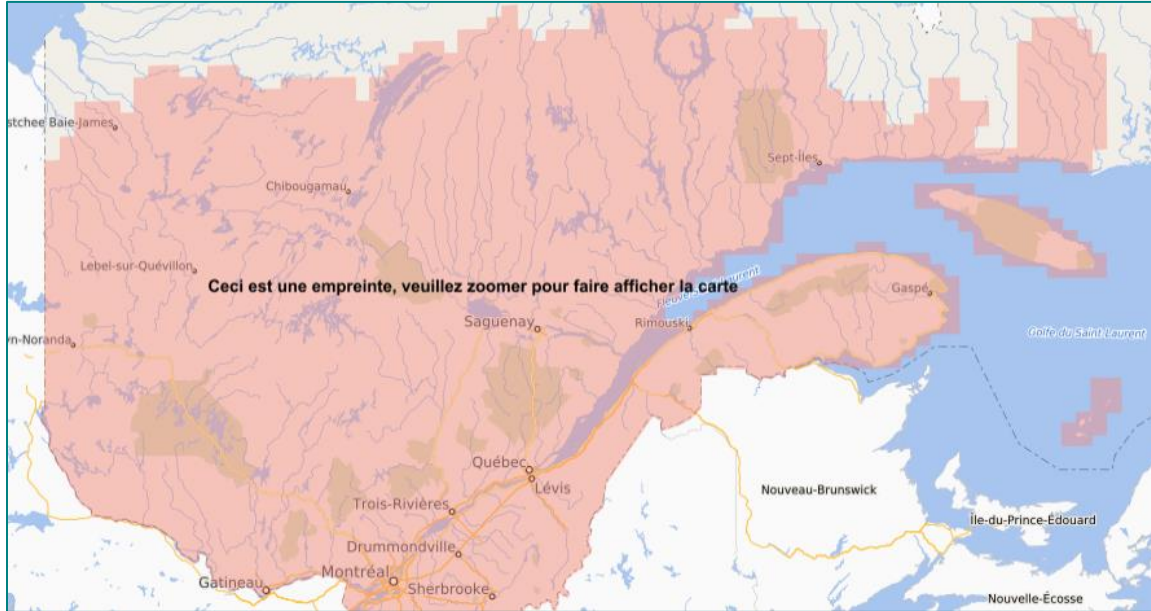 stchee Baie-James
Sept-Îles
Chibougamau
Lebel-sur-Quévillon
Ceci est une empreinte, veuillez zoomer pour faire afficher la carte
Gaspé
Saguenay
Rimouski
yn-Noranda
Golfe du Saint-Laurent
Québec
Lévis
Nouveau-Brunswick
Trois-Rivières
Île-du-Prince-Édouard
Drummondville
Montréal
Gatineau
Sherbrooke
Nouvelle-Écosse